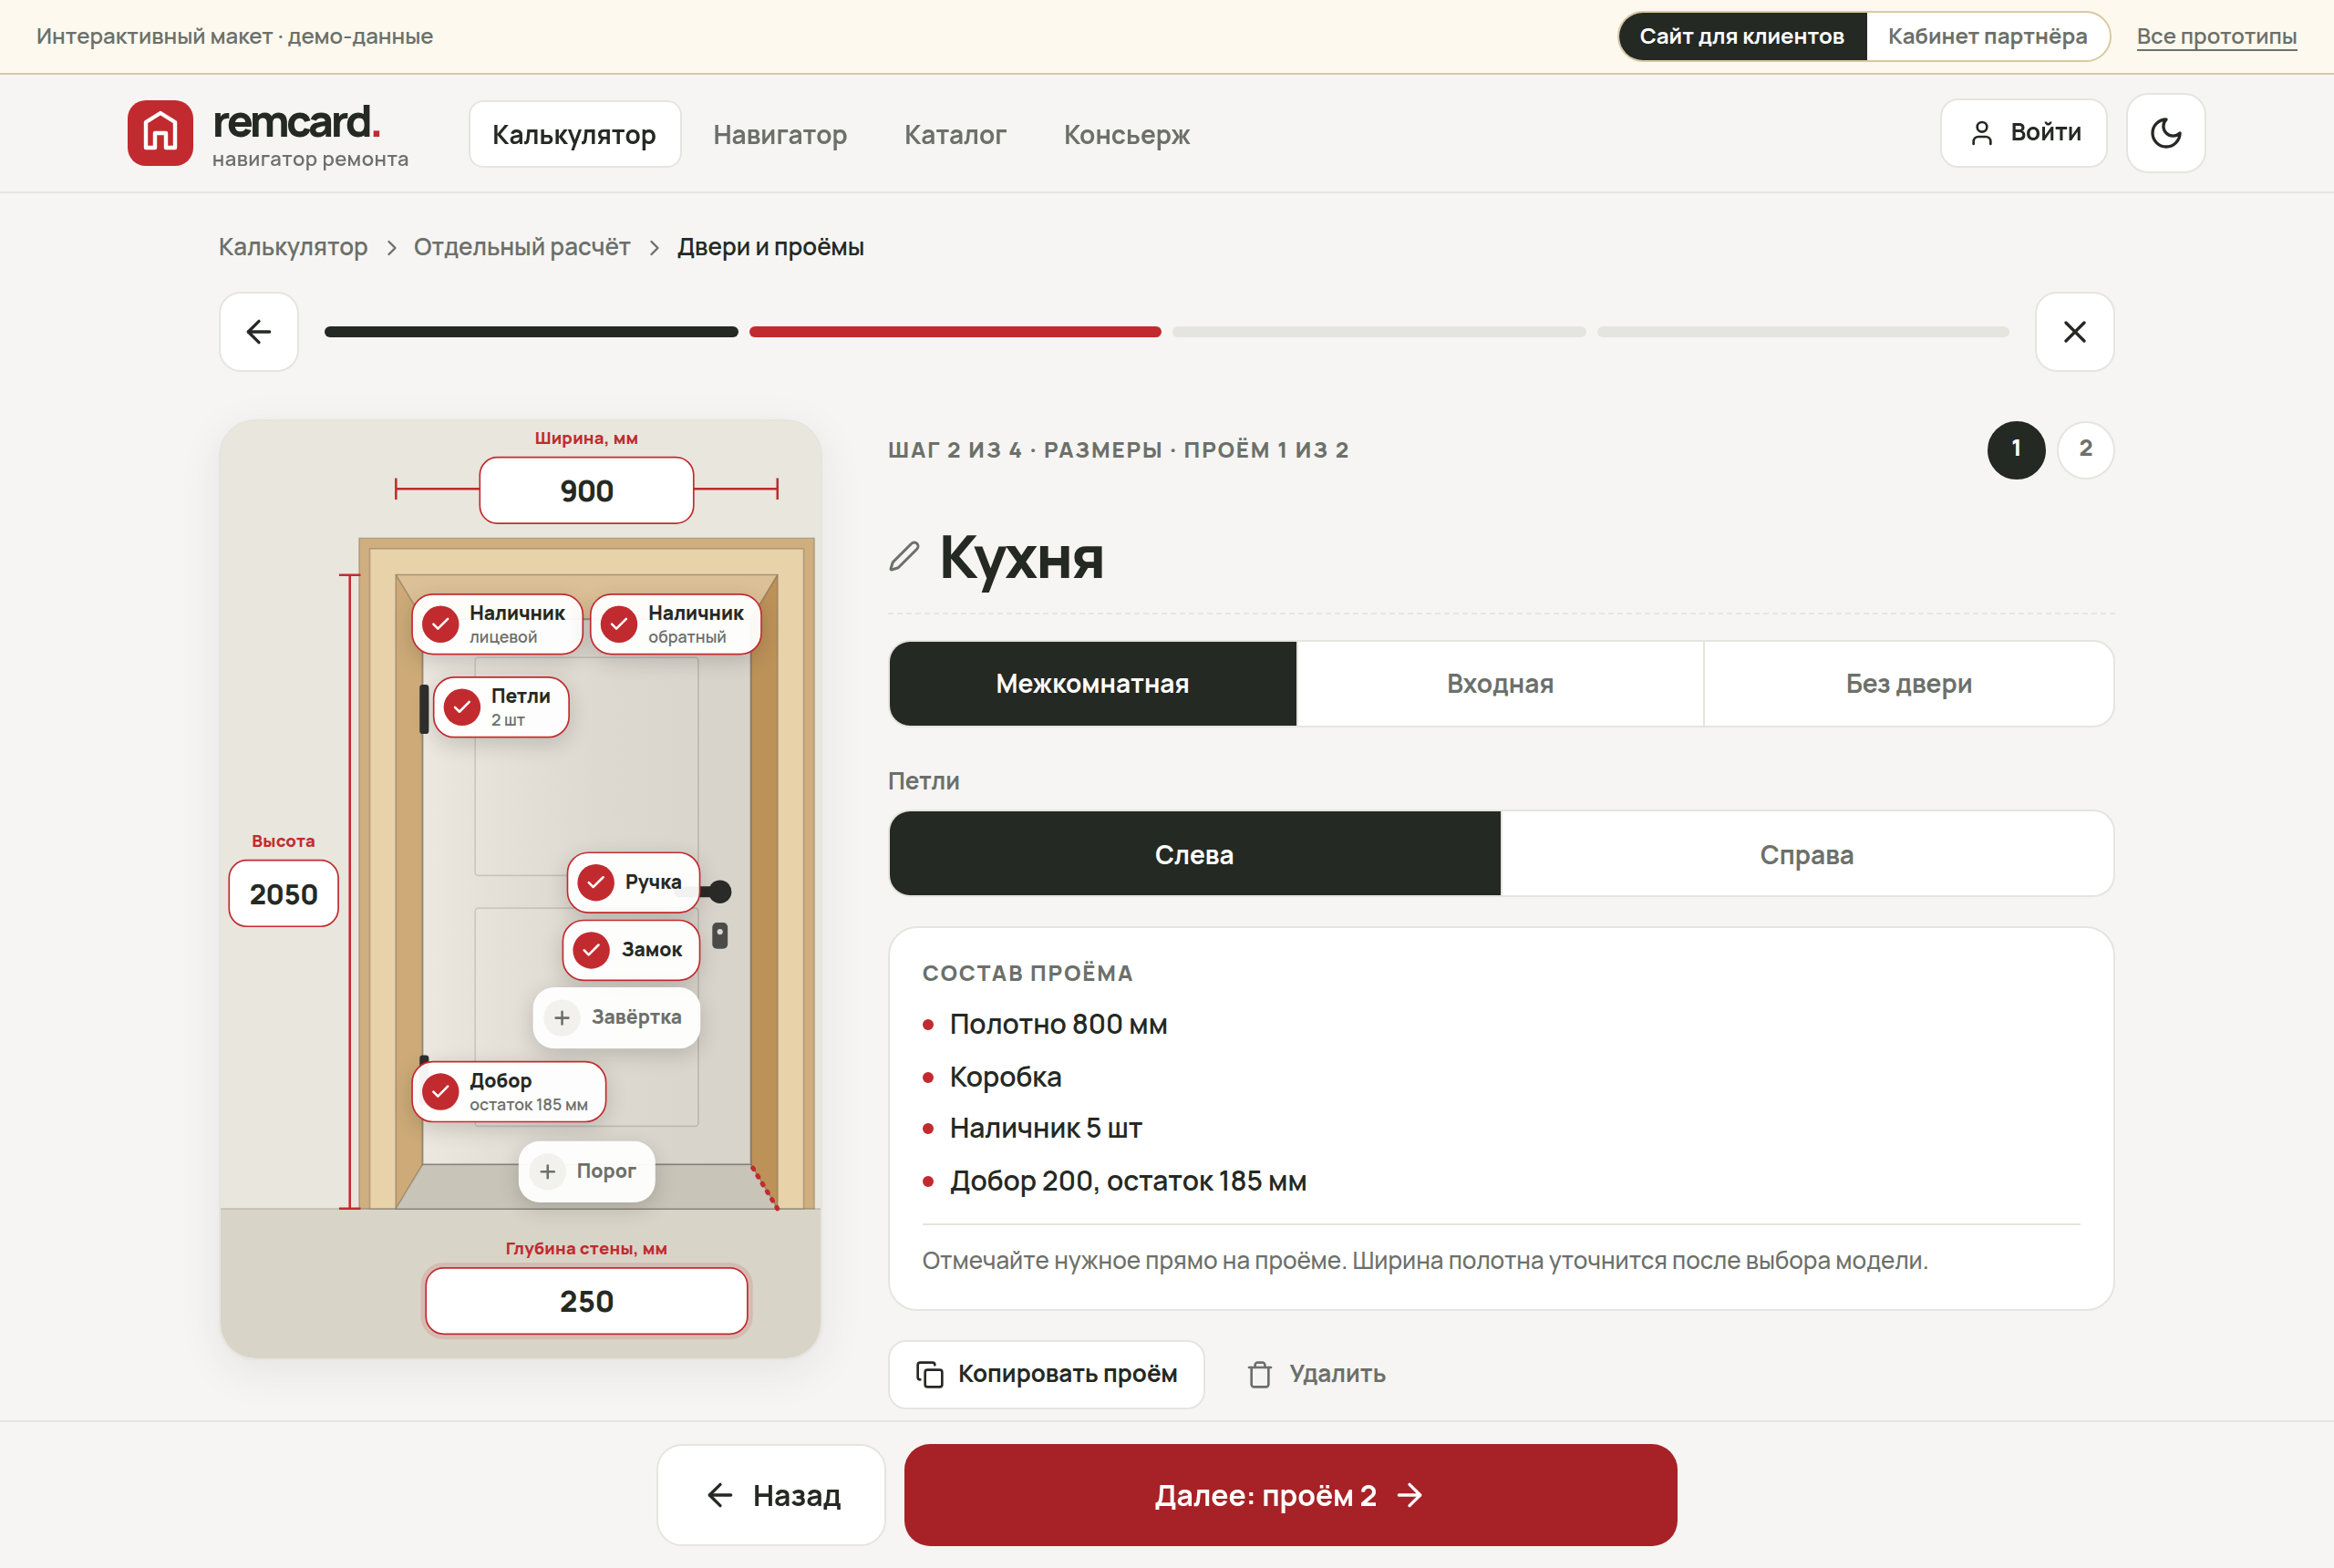 Интерактивный макет · демо-данные
Сайт для клиентов
Кабинет партнёра
Все прототипы
remcard.
навигатор ремонта
Калькулятор
Навигатор
Каталог
Консьерж
Войти
Калькулятор > Отдельный расчёт > Двери и проёмы
Ширина, мм
900
Наличник
лицевой
Наличник
обратный
Петли
2 шт
Высота
2050
Ручка
Замок
Завёртка
Добор
остаток 185 мм
Порог
Глубина стены, мм
250
ШАГ 2 ИЗ 4 · РАЗМЕРЫ · ПРОЁМ 1 ИЗ 2
1
2
Кухня
Межкомнатная
Входная
Без двери
Петли
Слева
Справа
СОСТАВ ПРОЁМА
Полотно 800 мм
Коробка
Наличник 5 шт
Добор 200, остаток 185 мм
Отмечайте нужное прямо на проёме. Ширина полотна уточнится после выбора модели.
Копировать проём
Удалить
Назад
Далее: проём 2